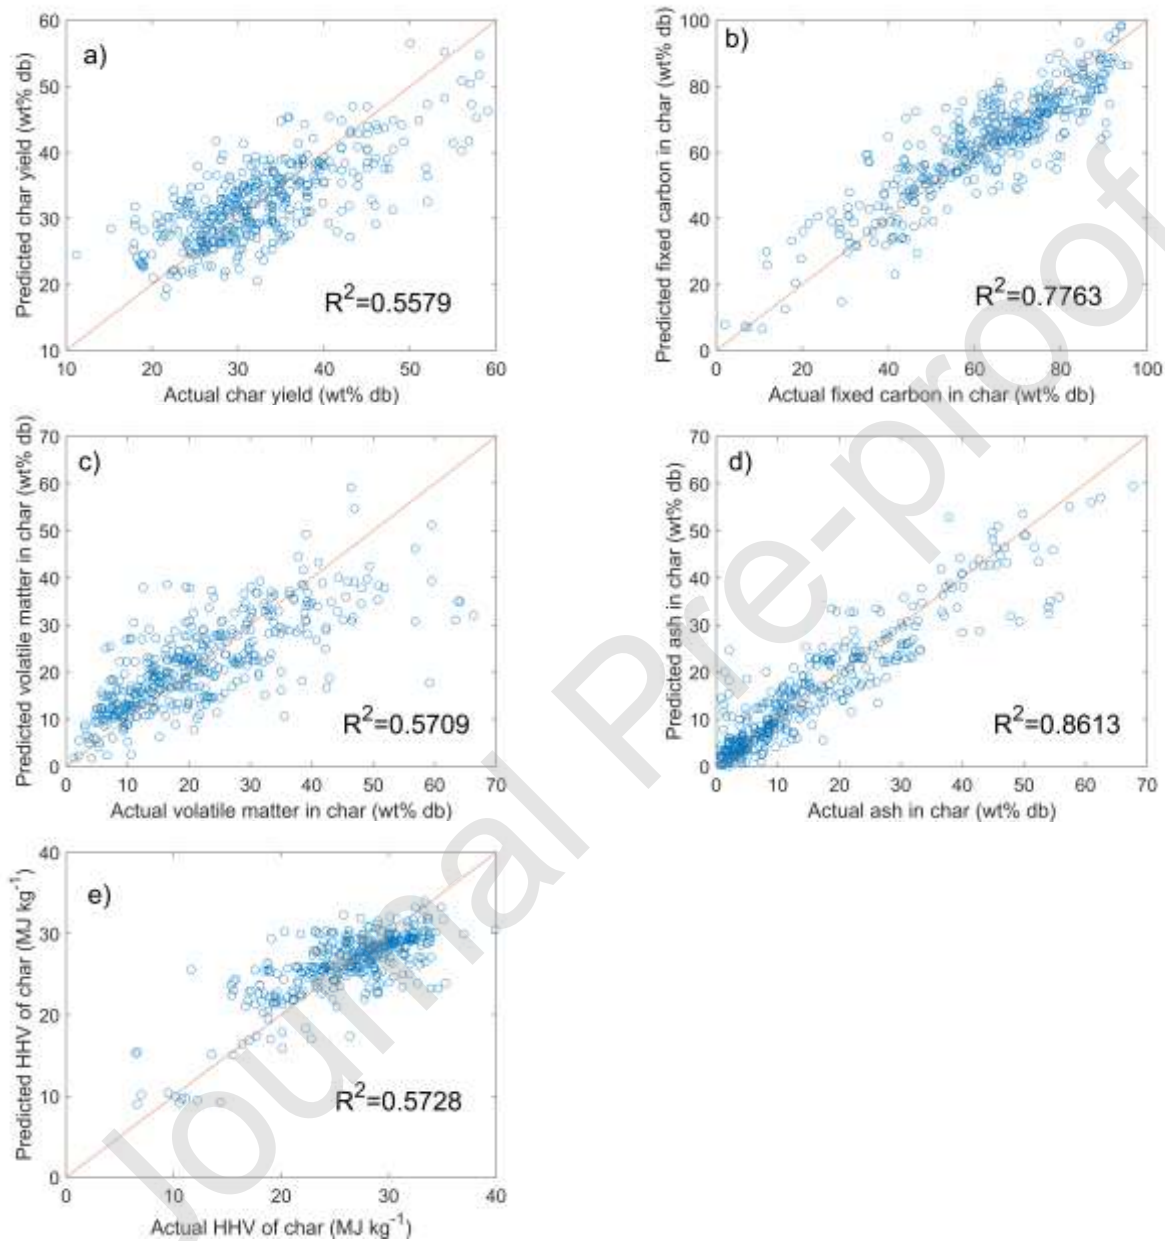 a)
Predicted char yield (wt% db)
60
50
40
30
20
10
10 20 30 40 50 60
Actual char yield (wt% db)
R²=0.5579
b)
Predicted fixed carbon in char (wt% db)
100
80
60
40
20
0
0 20 40 60 80 100
Actual fixed carbon in char (wt% db)
R²=0.7763
c)
Predicted volatile matter in char (wt% db)
70
60
50
40
30
20
10
0
0 10 20 30 40 50 60 70
Actual volatile matter in char (wt% db)
R²=0.5709
d)
Predicted ash in char (wt% db)
70
60
50
40
30
20
10
0
0 10 20 30 40 50 60 70
Actual ash in char (wt% db)
R²=0.8613
e)
Predicted HHV of char (MJ kg⁻¹)
40
30
20
10
0
0 10 20 30 40
Actual HHV of char (MJ kg⁻¹)
R²=0.5728
Journal Pre-proof